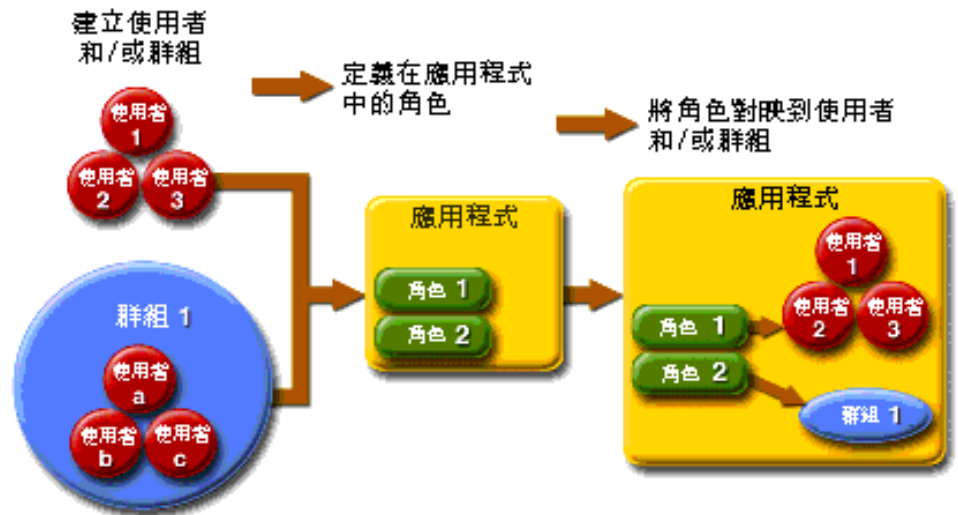 建立使用者
和/或群組
定義在應用程式
中的角色
將角色對映到使用者
和/或群組
使用者
1
使用者
2
使用者
3
群組 1
使用者
a
使用者
b
使用者
c
應用程式
角色 1
角色 2
應用程式
使用者
1
使用者
2
使用者
3
角色 1
角色 2
群組 1